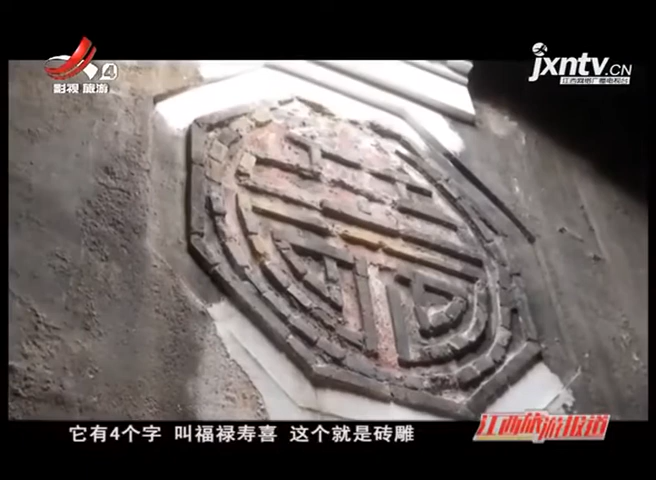 4
影视 旅游
jxntv.CN
江西网络广播电视台
它有4个字 叫福禄寿喜 这个就是砖雕
江西旅游报道